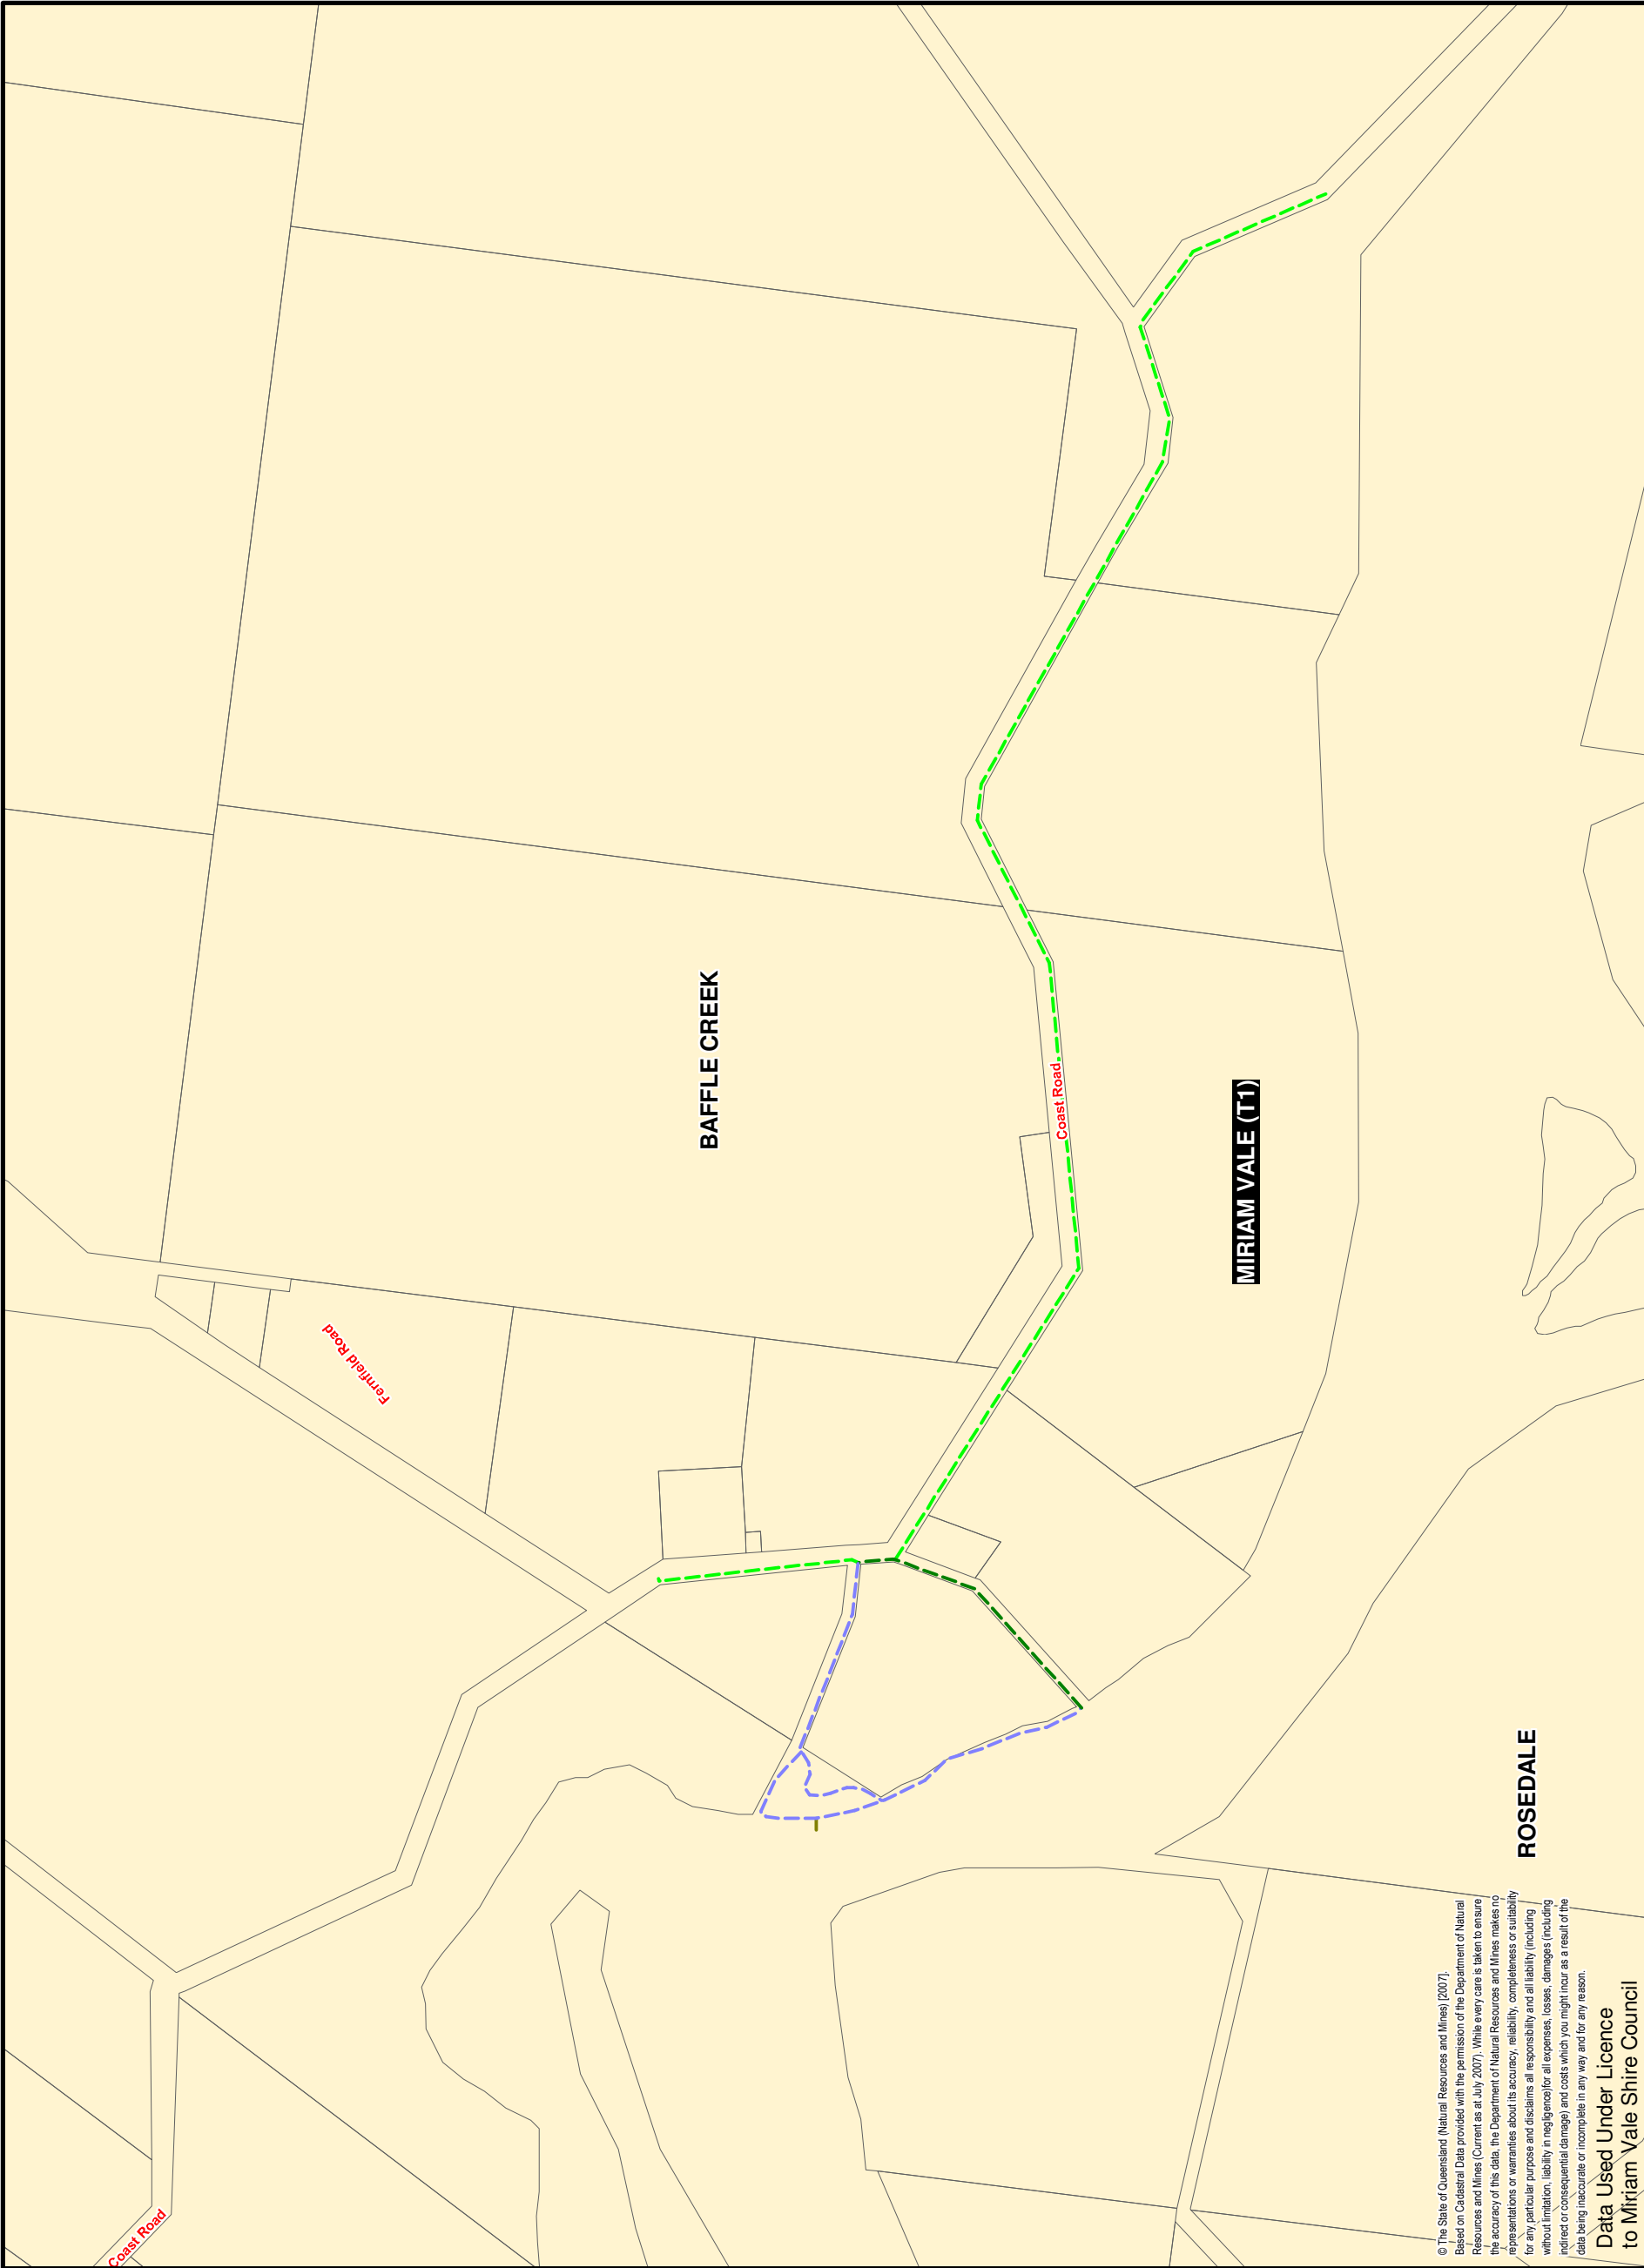 Fernfield Road
BAFFLE CREEK
Coast Road
MIRIAM VALE (T1)
Coast Road
ROSEDALE
© The State of Queensland (Natural Resources and Mines) [2007].
Based on Cadastral Data provided with the permission of the Department of Natural
Resources and Mines (Current as at July 2007). While every care is taken to ensure
the accuracy of this data, the Department of Natural Resources and Mines makes no
representations or warranties about its accuracy, reliability, completeness or suitability
for any particular purpose and disclaims all responsibility and all liability (including
without limitation, liability in negligence)for all expenses, losses, damages (including
indirect or consequential damage) and costs which you might incur as a result of the
data being inaccurate or incomplete in any way and for any reason.
Data Used Under Licence
to Miriam Vale Shire Council